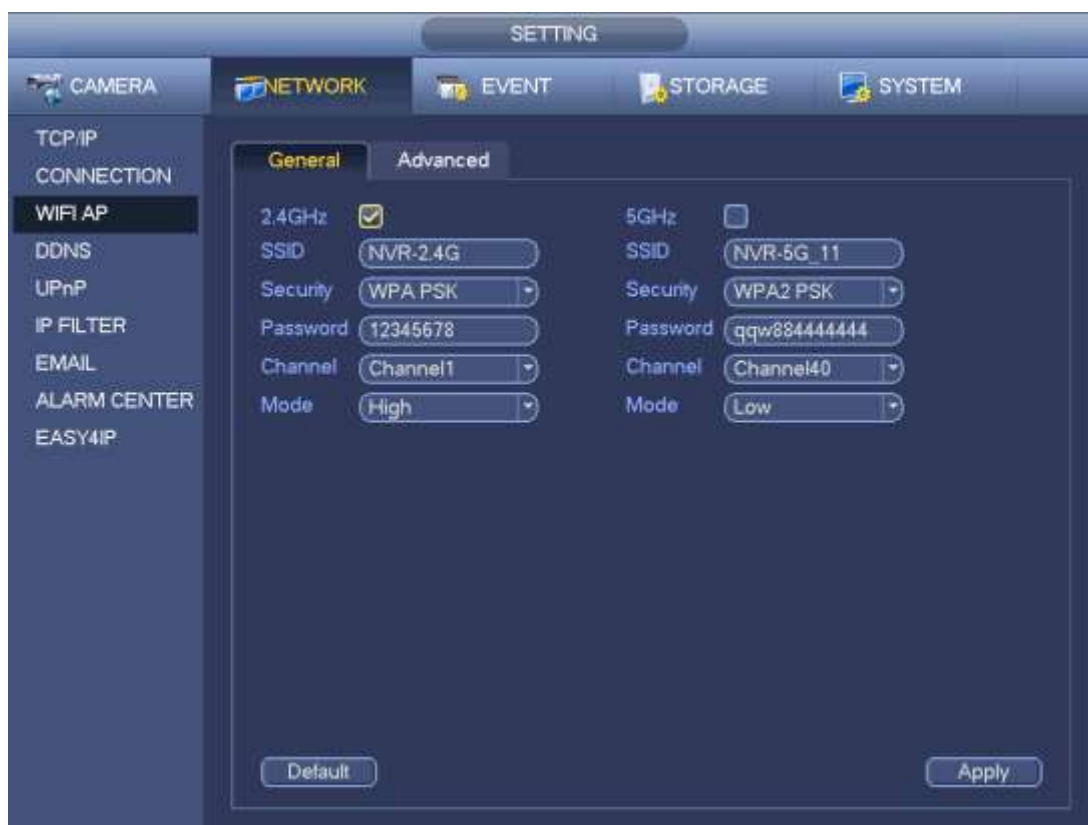 SETTING
CAMERA NETWORK EVENT STORAGE SYSTEM
TCP/IP
CONNECTION
WIFI AP
DDNS
UPnP
IP FILTER
EMAIL
ALARM CENTER
EASY4IP
General Advanced
2.4GHz
SSID NVR-2.4G
Security WPA PSK
Password 12345678
Channel Channel1
Mode High
5GHz
SSID NVR-5G_11
Security WPA2 PSK
Password qqw884444444
Channel Channel40
Mode Low
Default Apply